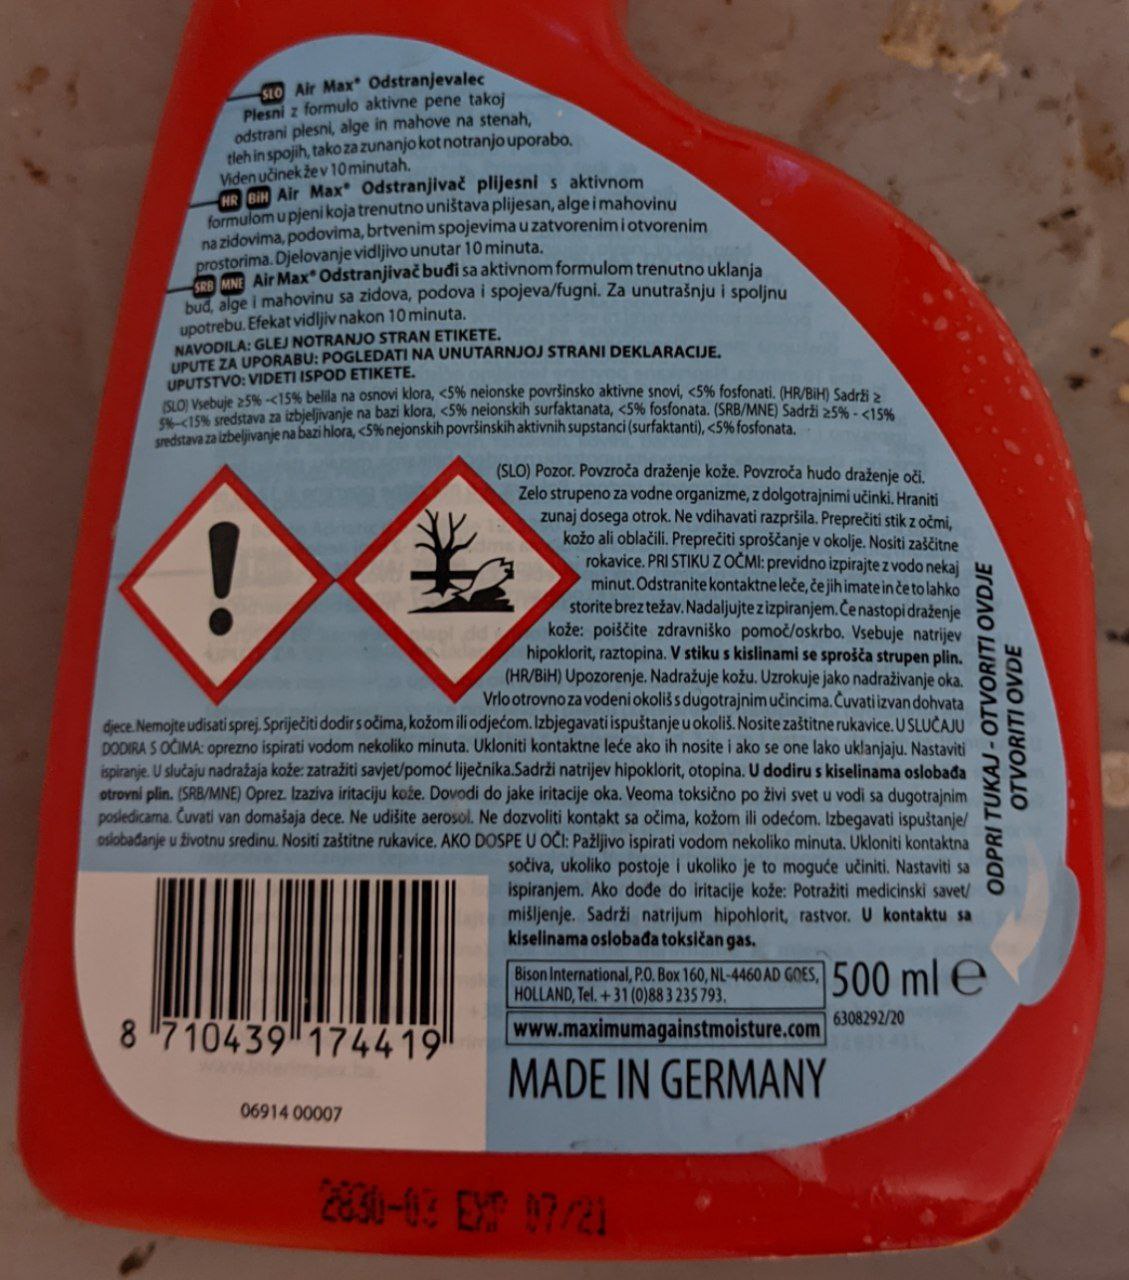 SLO Air Max® Odstranjevalec
Plesni z formulo aktivne pene takoj
odstrani plesni, alge in mahove na stenah,
tleh in spojih, tako za zunanjo kot notranjo uporabo.
Viden učinek že v 10 minutah.
HR BiH Air Max® Odstranjivač plijesni s aktivnom
formulom u pjeni koja trenutno uništava plijesan, alge i mahovinu
na zidovima, podovima, brtvenim spojevima u zatvorenim i otvorenim
prostorima. Djelovanje vidljivo unutar 10 minuta.
SRB MNE Air Max® Odstranjivač buđi sa aktivnom formulom trenutno uklanja
buđ, alge i mahovinu sa zidova, podova i spojeva/fugni. Za unutrašnju i spoljnu
upotrebu. Efekat vidljiv nakon 10 minuta.
NAVODILA: GLEJ NOTRANJO STRAN ETIKETE.
UPUTE ZA UPORABU: POGLEDATI NA UNUTARNJOJ STRANI DEKLARACIJE.
UPUTSTVO: VIDETI ISPOD ETIKETE.
(SLO) Vsebuje ≥5% -<15% belila na osnovi klora, <5% neionske površinsko aktivne snovi, <5% fosfonati. (HR/BiH) Sadrži ≥
5%-<15% sredstava za izbjeljivanje na bazi klora, <5% neionskih surfaktanata, <5% fosfonata. (SRB/MNE) Sadrži ≥5% - <15%
sredstava za izbeljivanje na bazi hlora, <5% nejonskih površinskih aktivnih supstanci (surfaktanti), <5% fosfonata.
(SLO) Pozor. Povzroča draženje kože. Povzroča hudo draženje oči.
Zelo strupeno za vodne organizme, z dolgotrajnimi učinki. Hraniti
zunaj dosega otrok. Ne vdihavati razpršila. Preprečiti stik z očmi,
kožo ali oblačili. Preprečiti sproščanje v okolje. Nositi zaščitne
rokavice. PRI STIKU Z OČMI: previdno izpirajte z vodo nekaj
minut. Odstranite kontaktne leče, če jih imate in če to lahko
storite brez težav. Nadaljujte z izpiranjem. Če nastopi draženje
kože: poiščite zdravniško pomoč/oskrbo. Vsebuje natrijev
hipoklorit, raztopina. V stiku s kislinami se sprošča strupen plin.
(HR/BiH) Upozorenje. Nadražuje kožu. Uzrokuje jako nadraživanje oka.
Vrlo otrovno za vodeni okoliš s dugotrajnim učincima. Čuvati izvan dohvata
djece. Nemojte udisati sprej. Spriječiti dodir s očima, kožom ili odjećom. Izbjegavati ispuštanje u okoliš. Nosite zaštitne rukavice. U SLUČAJU
DODIRA S OČIMA: oprezno ispirati vodom nekoliko minuta. Ukloniti kontaktne leće ako ih nosite i ako se one lako uklanjaju. Nastaviti
ispiranje. U slučaju nadražaja kože: zatražiti savjet/pomoć liječnika.Sadrži natrijev hipoklorit, otopina. U dodiru s kiselinama oslobađa
otrovni plin. (SRB/MNE) Oprez. Izaziva iritaciju kože. Dovodi do jake iritacije oka. Veoma toksično po živi svet u vodi sa dugotrajnim
posledicama. Čuvati van domašaja dece. Ne udišite aerosol. Ne dozvoliti kontakt sa očima, kožom ili odećom. Izbegavati ispuštanje/
oslobađanje u životnu sredinu. Nositi zaštitne rukavice. AKO DOSPE U OČI: Pažljivo ispirati vodom nekoliko minuta. Ukloniti kontaktna
sočiva, ukoliko postoje i ukoliko je to moguće učiniti. Nastaviti sa
ispiranjem. Ako dođe do iritacije kože: Potražiti medicinski savet/
mišljenje. Sadrži natrijum hipohlorit, rastvor. U kontaktu sa
kiselinama oslobađa toksičan gas.
ODPRI TUKAJ - OTVORITI OVDJE
OTVORITI OVDE
Bison International, P.O. Box 160, NL-4460 AD GOES,
HOLLAND, Tel. + 31 (0)88 3 235 793.
500 ml e
www.maximumagainstmoisture.com
6308292/20
MADE IN GERMANY
8 710439 174419
06914 00007
2830-03 EXP 07/21